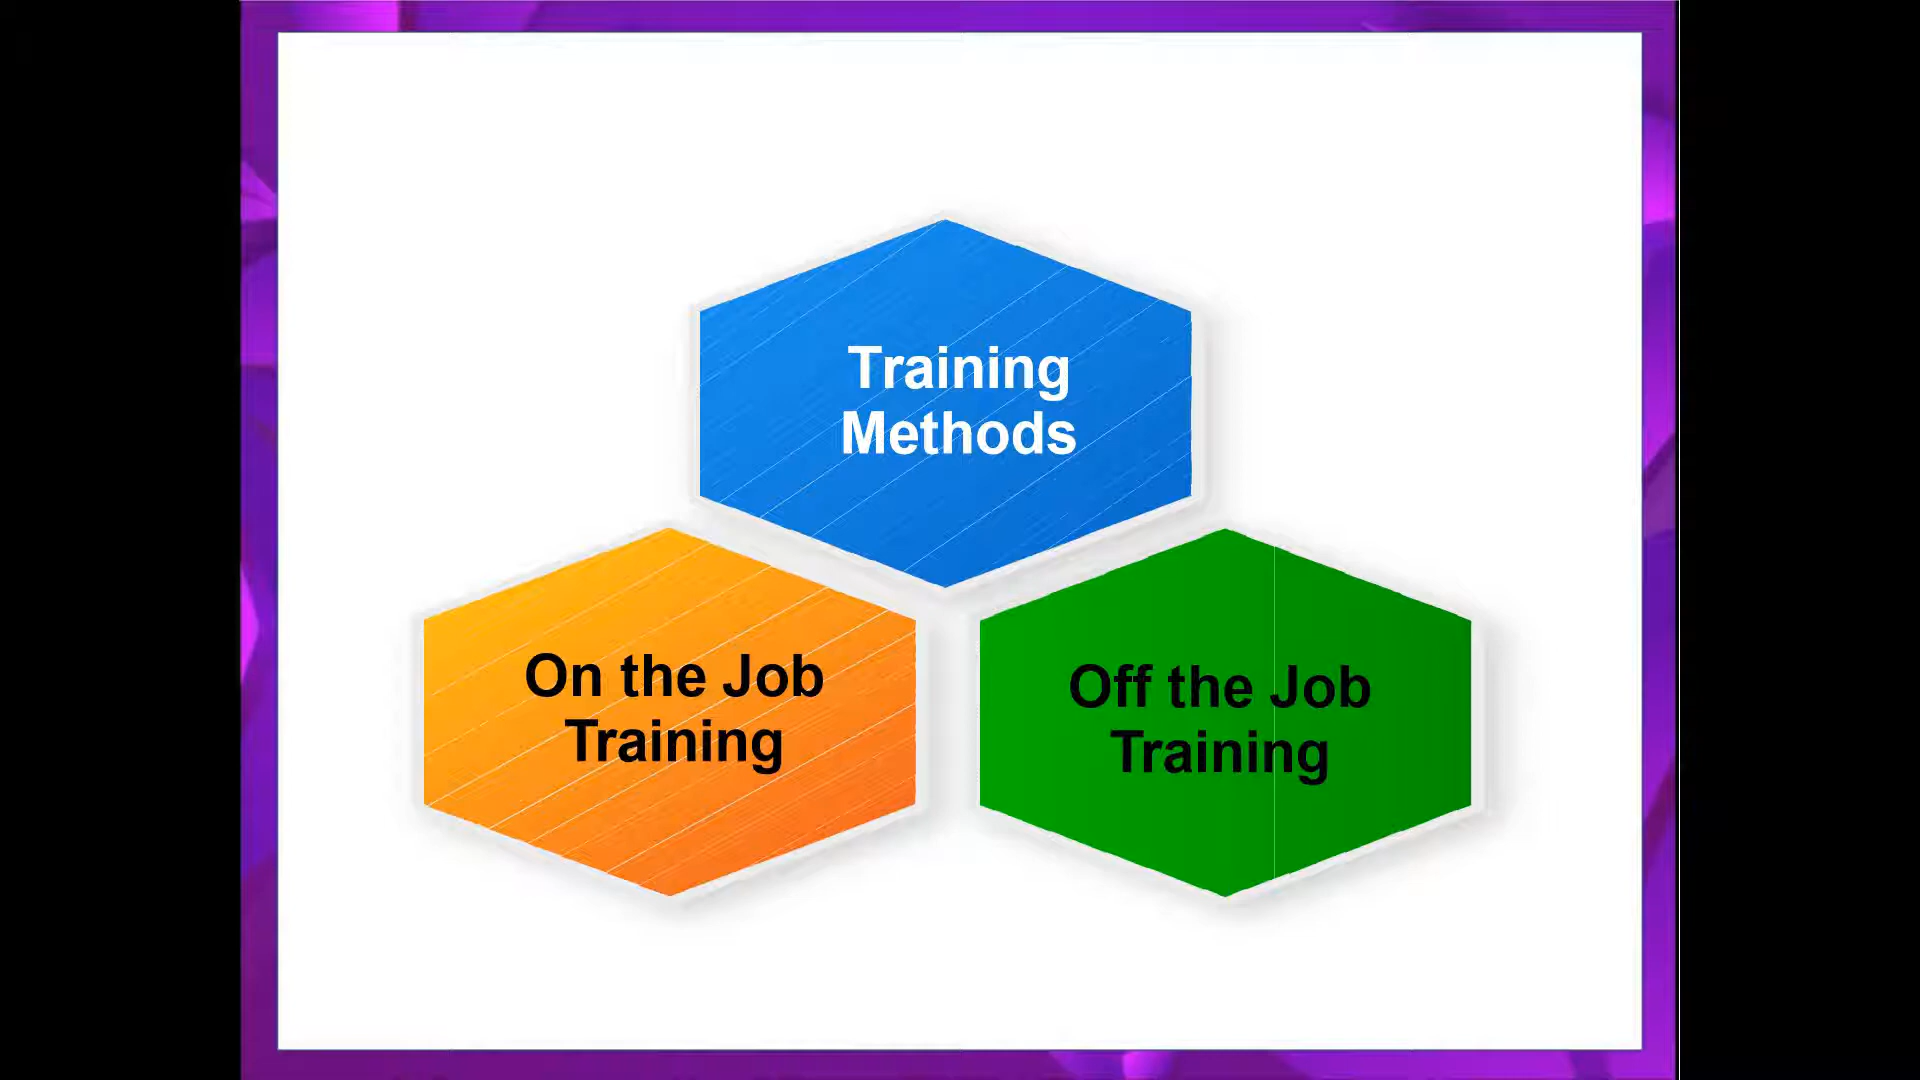 Training
Methods
On the Job
Training
Off the Job
Training